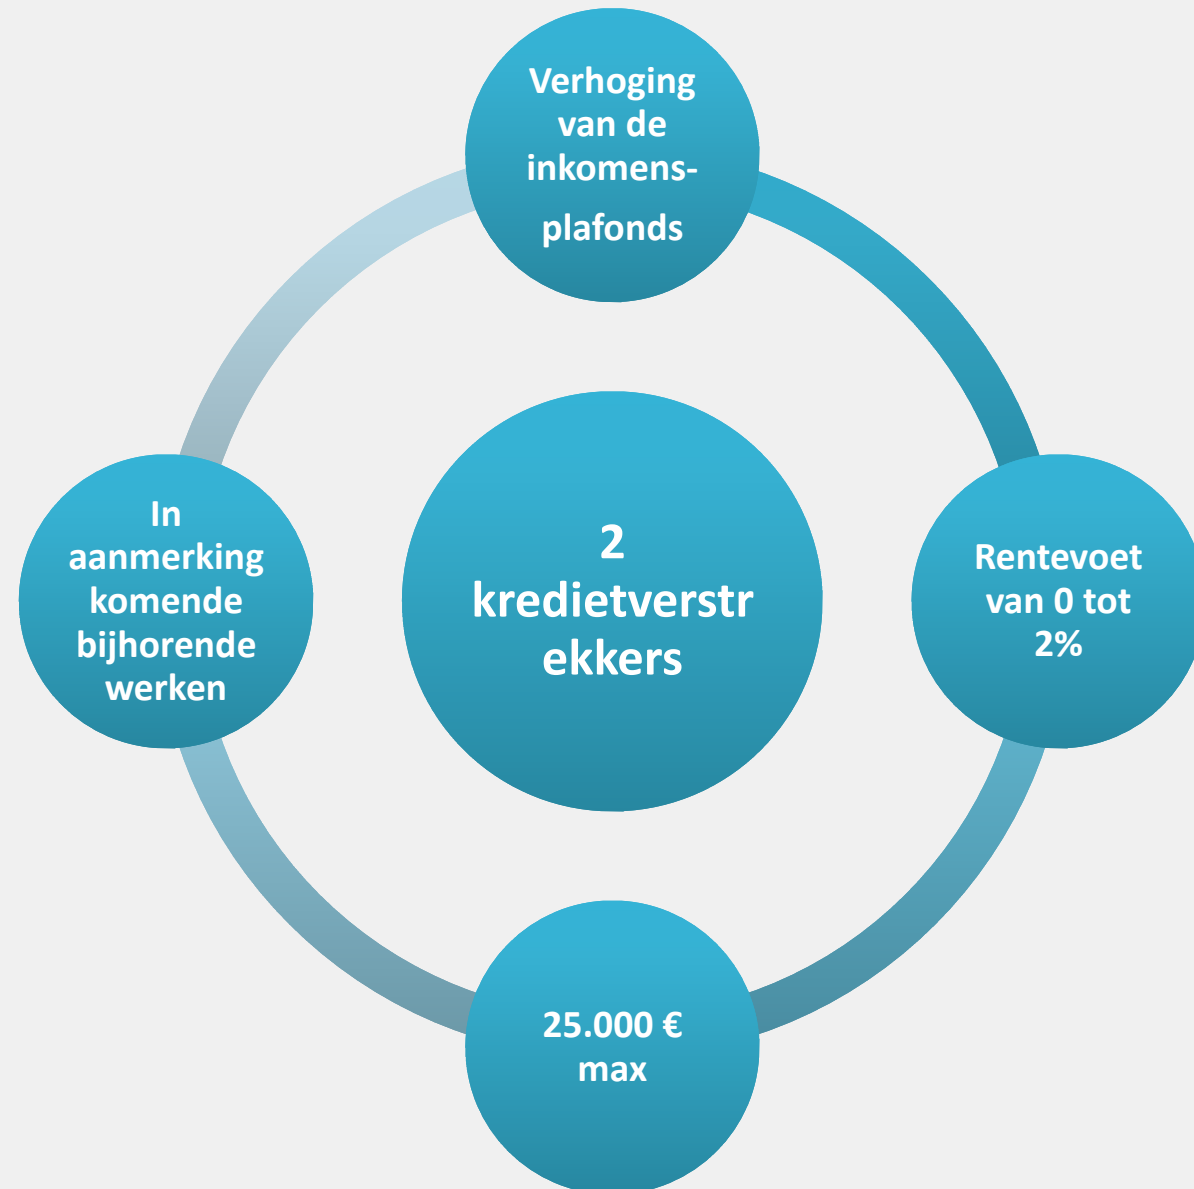 Verhoging
van de
inkomens-
plafonds
In
aanmerking
komende
bijhorende
werken
2
kredietverstr
ekkers
Rentevoet
van 0 tot
2%
25.000 €
max